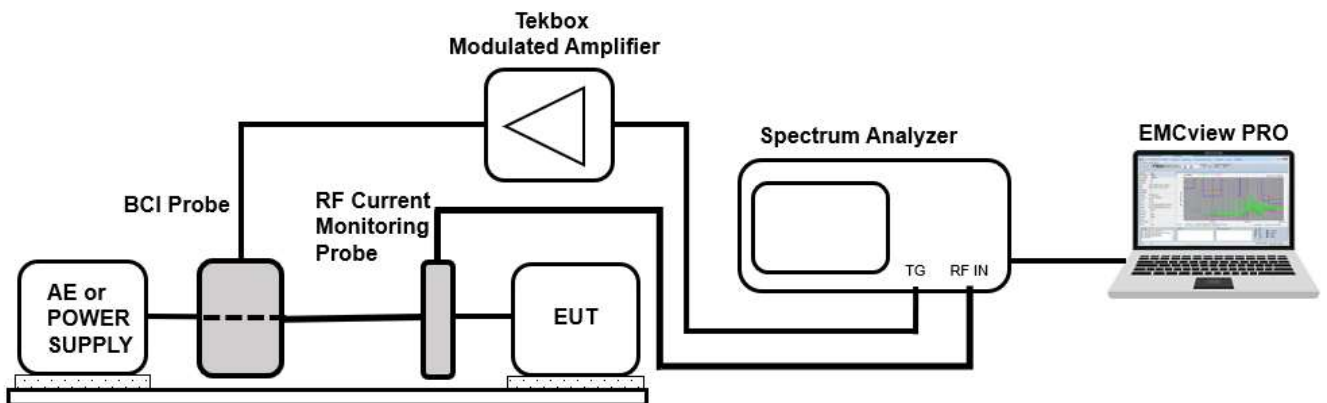 Tekbox
Modulated Amplifier
Spectrum Analyzer
EMCview PRO
BCI Probe
RF Current
Monitoring
Probe
TG
RF IN
AE or
POWER
SUPPLY
EUT